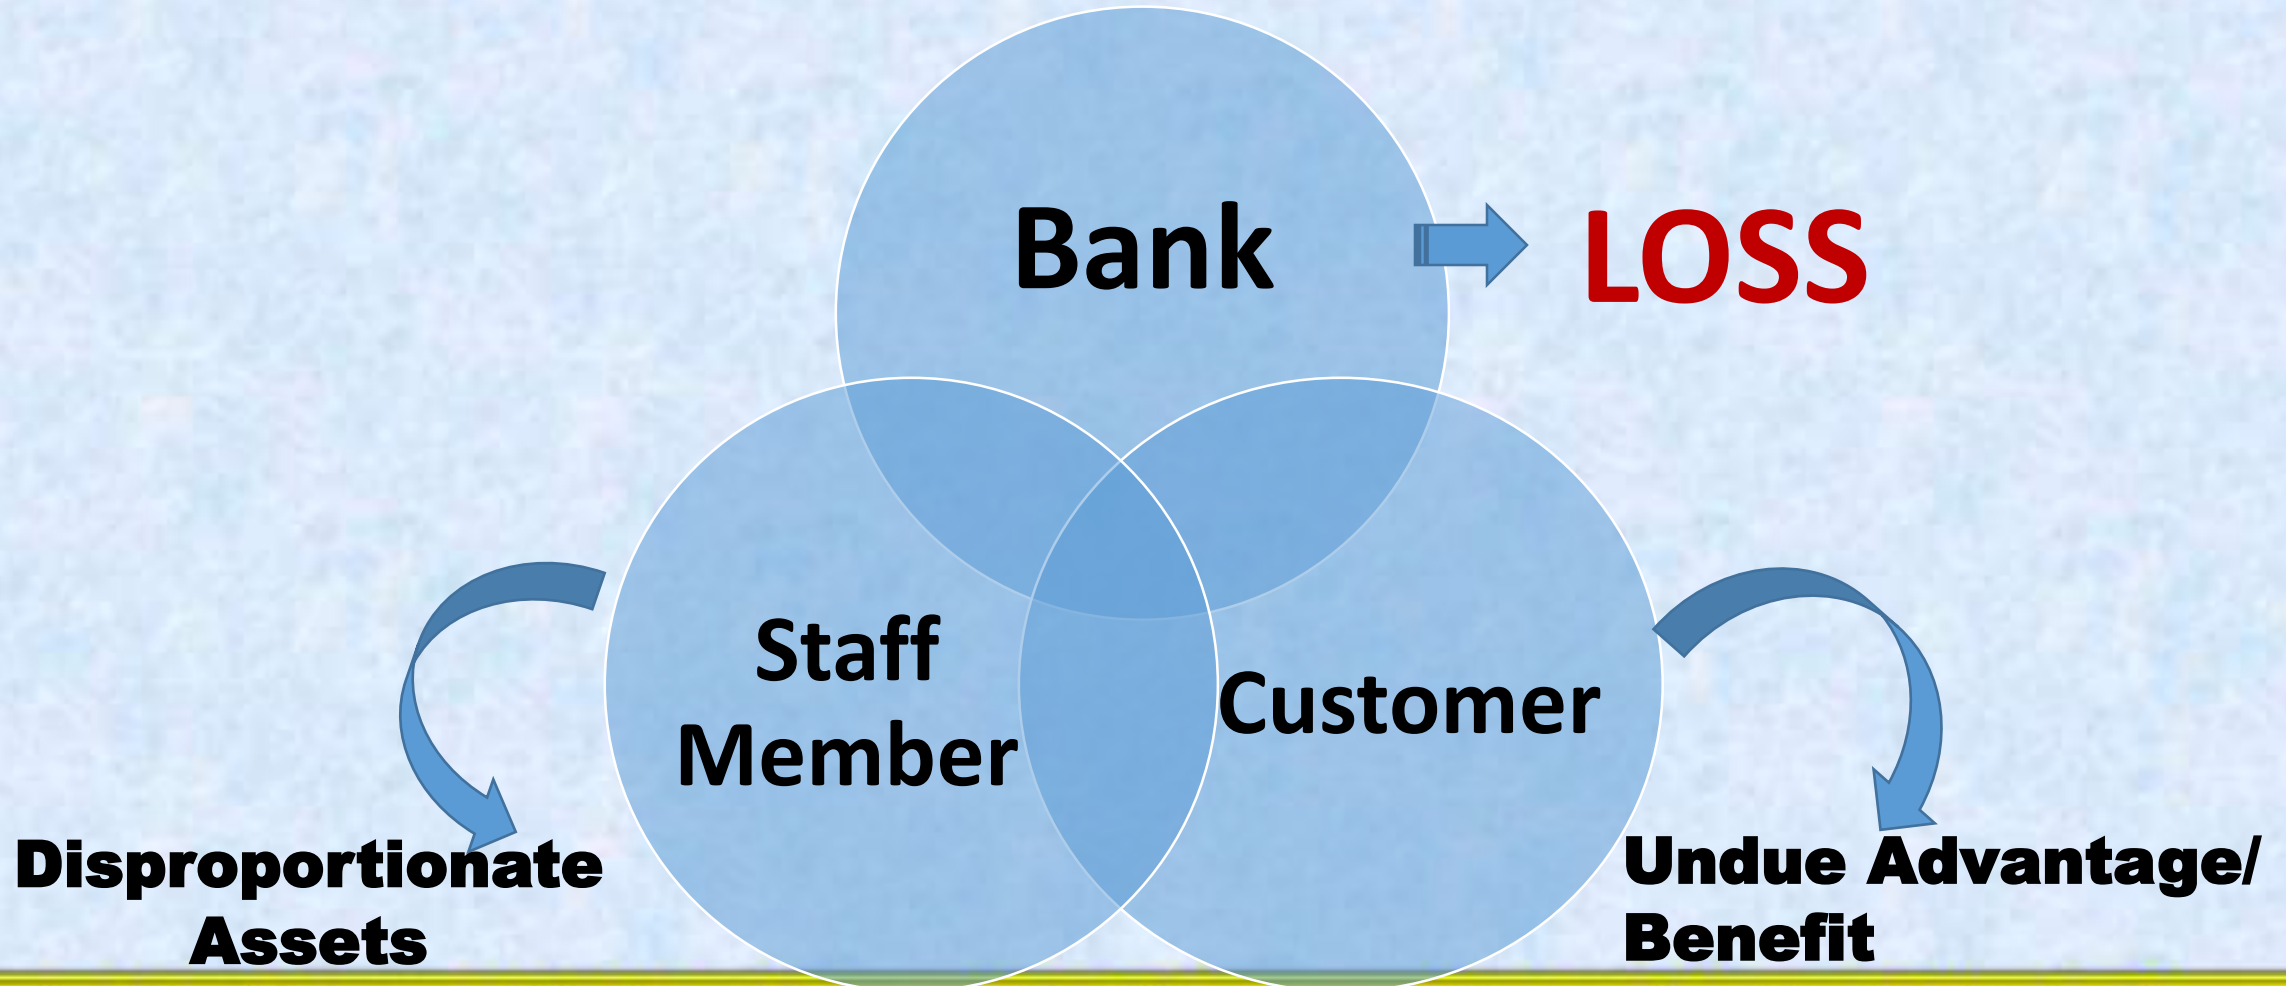 Bank
LOSS
Staff
Member
Customer
Disproportionate
Assets
Undue Advantage/
Benefit